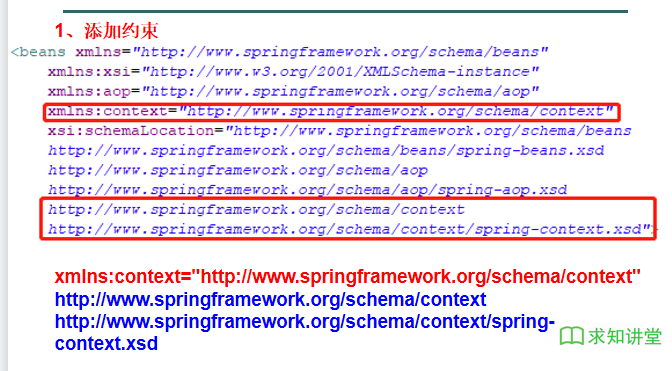 1、添加约束
<beans xmlns="http://www.springframework.org/schema/beans"
xmlns:xsi="http://www.w3.org/2001/XMLSchema-instance"
xmlns:aop="http://www.springframework.org/schema/aop"
xmlns:context="http://www.springframework.org/schema/context"
xsi:schemaLocation="http://www.springframework.org/schema/beans
http://www.springframework.org/schema/beans/spring-beans.xsd
http://www.springframework.org/schema/aop
http://www.springframework.org/schema/aop/spring-aop.xsd
http://www.springframework.org/schema/context
http://www.springframework.org/schema/context/spring-context.xsd">
xmlns:context="http://www.springframework.org/schema/context"
http://www.springframework.org/schema/context
http://www.springframework.org/schema/context/spring-
context.xsd
求知讲堂